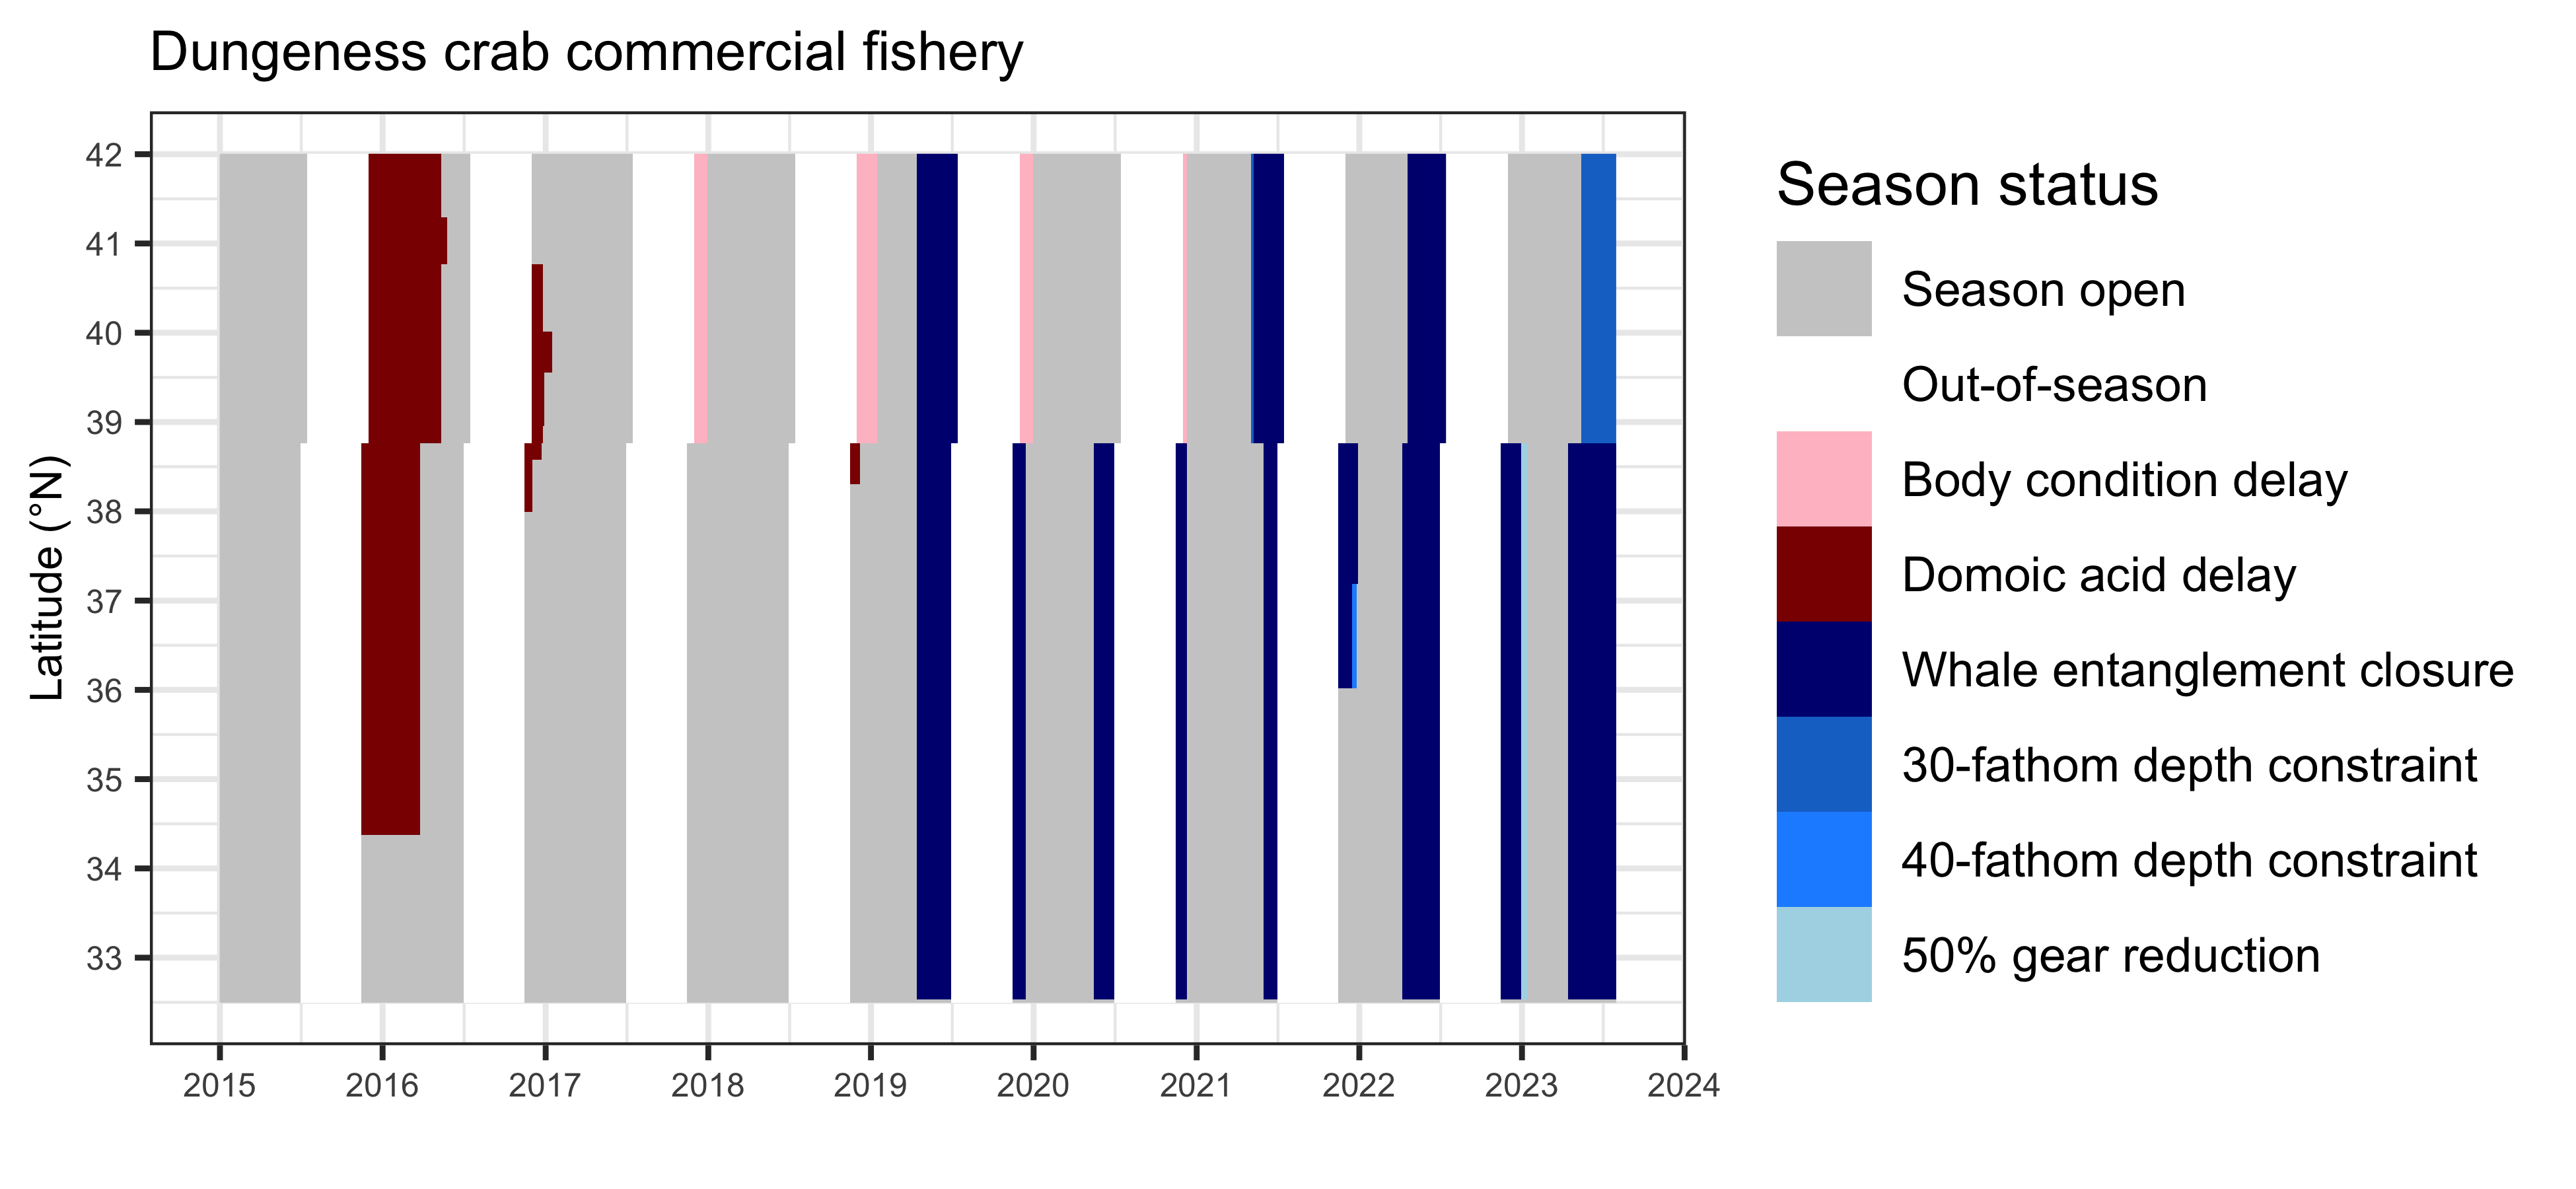 Dungeness crab commercial fishery
Latitude (°N)
42
41
40
39
38
37
36
35
34
33
2015 2016 2017 2018 2019 2020 2021 2022 2023 2024
Season status
Season open
Out-of-season
Body condition delay
Domoic acid delay
Whale entanglement closure
30-fathom depth constraint
40-fathom depth constraint
50% gear reduction